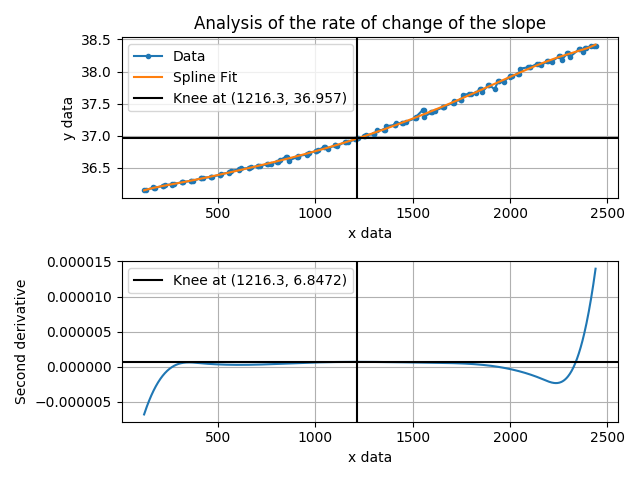 Analysis of the rate of change of the slope
38.5
38.0
37.5
37.0
36.5
y data
Data
Spline Fit
Knee at (1216.3, 36.957)
500
1000
1500
2000
2500
x data
0.000015
0.000010
0.000005
0.000000
−0.000005
Second derivative
Knee at (1216.3, 6.8472)
500
1000
1500
2000
2500
x data